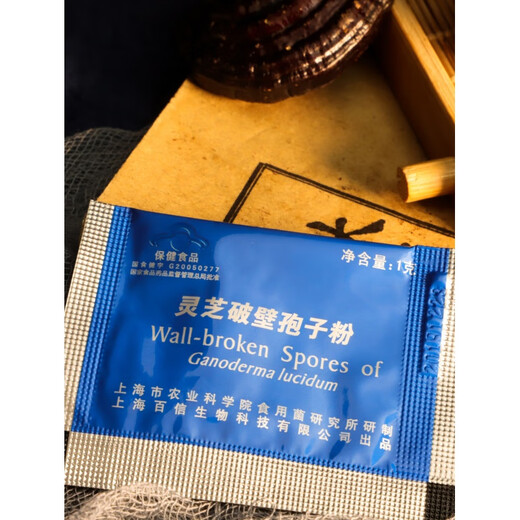 保健食品
国食健字 G20050277
国家食品药品监督管理总局批准
净含量:1克
灵芝破壁孢子粉
Wall-broken Spores of
Ganoderma lucidum
上海市农业科学院食用菌研究所研制
上海百信生物科技有限公司出品